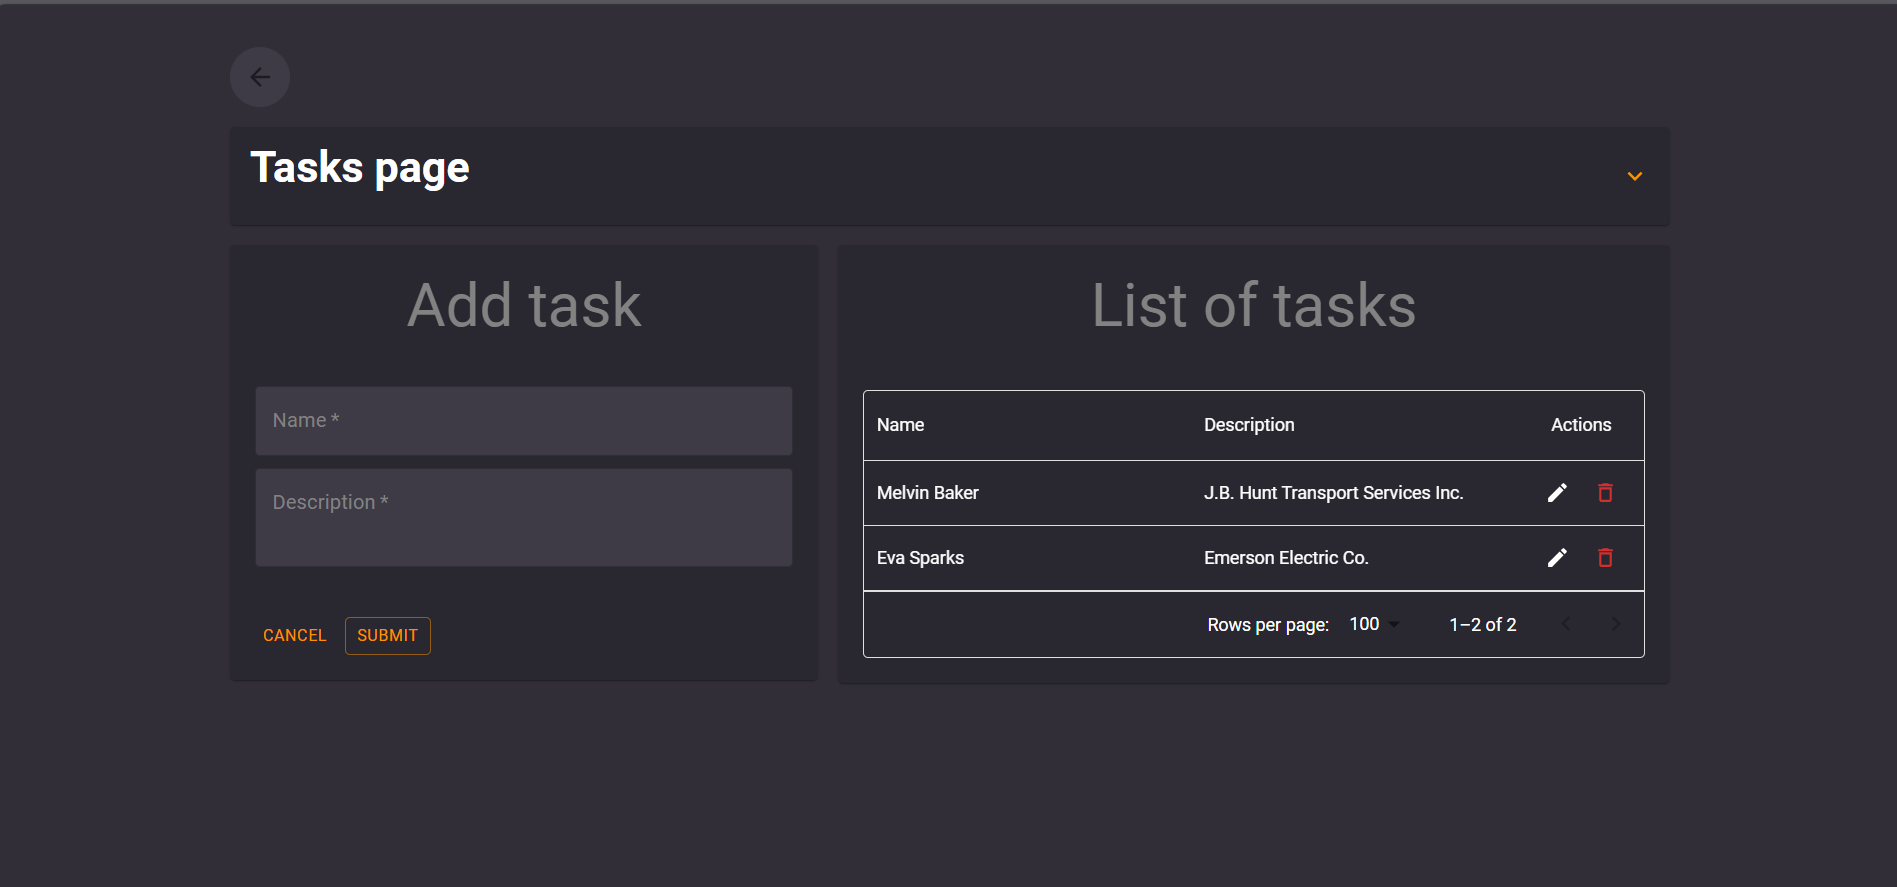 Tasks page
Add task
Name *
Description *
CANCEL SUBMIT
List of tasks
Name Description Actions
Melvin Baker J.B. Hunt Transport Services Inc.
Eva Sparks Emerson Electric Co.
Rows per page: 100 1–2 of 2